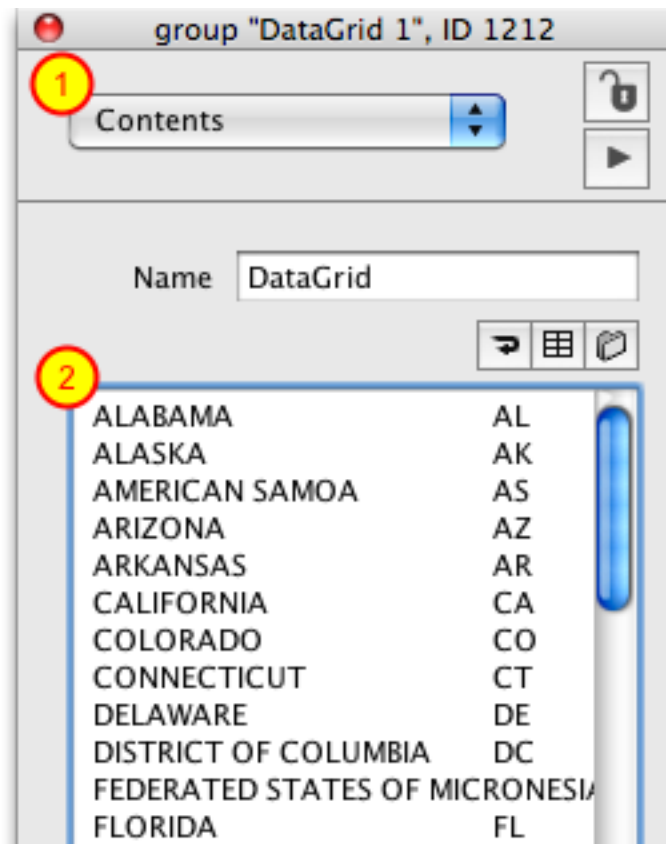 group "DataGrid 1", ID 1212
1
Contents
Name DataGrid
2
ALABAMA AL
ALASKA AK
AMERICAN SAMOA AS
ARIZONA AZ
ARKANSAS AR
CALIFORNIA CA
COLORADO CO
CONNECTICUT CT
DELAWARE DE
DISTRICT OF COLUMBIA DC
FEDERATED STATES OF MICRONESIA
FLORIDA FL